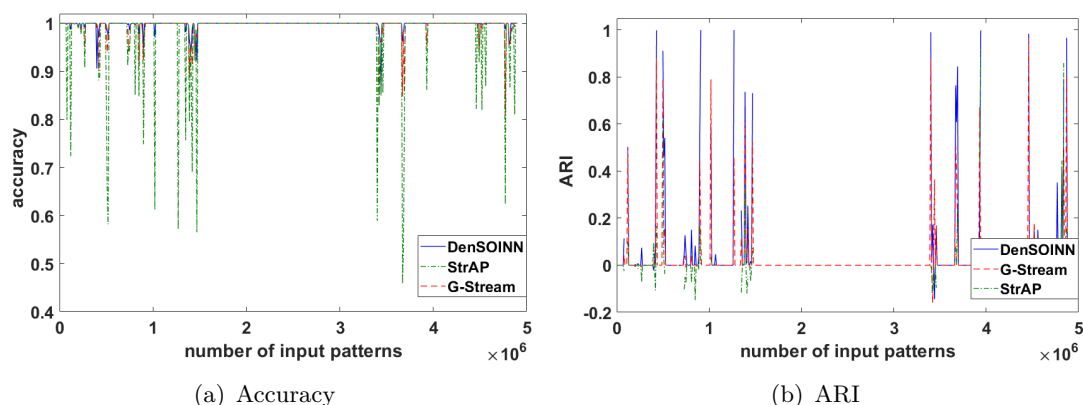 1
0.9
0.8
0.7
0.6
0.5
0.4
accuracy
0 1 2 3 4 5
number of input patterns
×10^6
DenSOINN
StrAP
G-Stream
(a) Accuracy
1
0.8
0.6
0.4
0.2
0
-0.2
ARI
0 1 2 3 4 5
number of input patterns
×10^6
DenSOINN
G-Stream
StrAP
(b) ARI